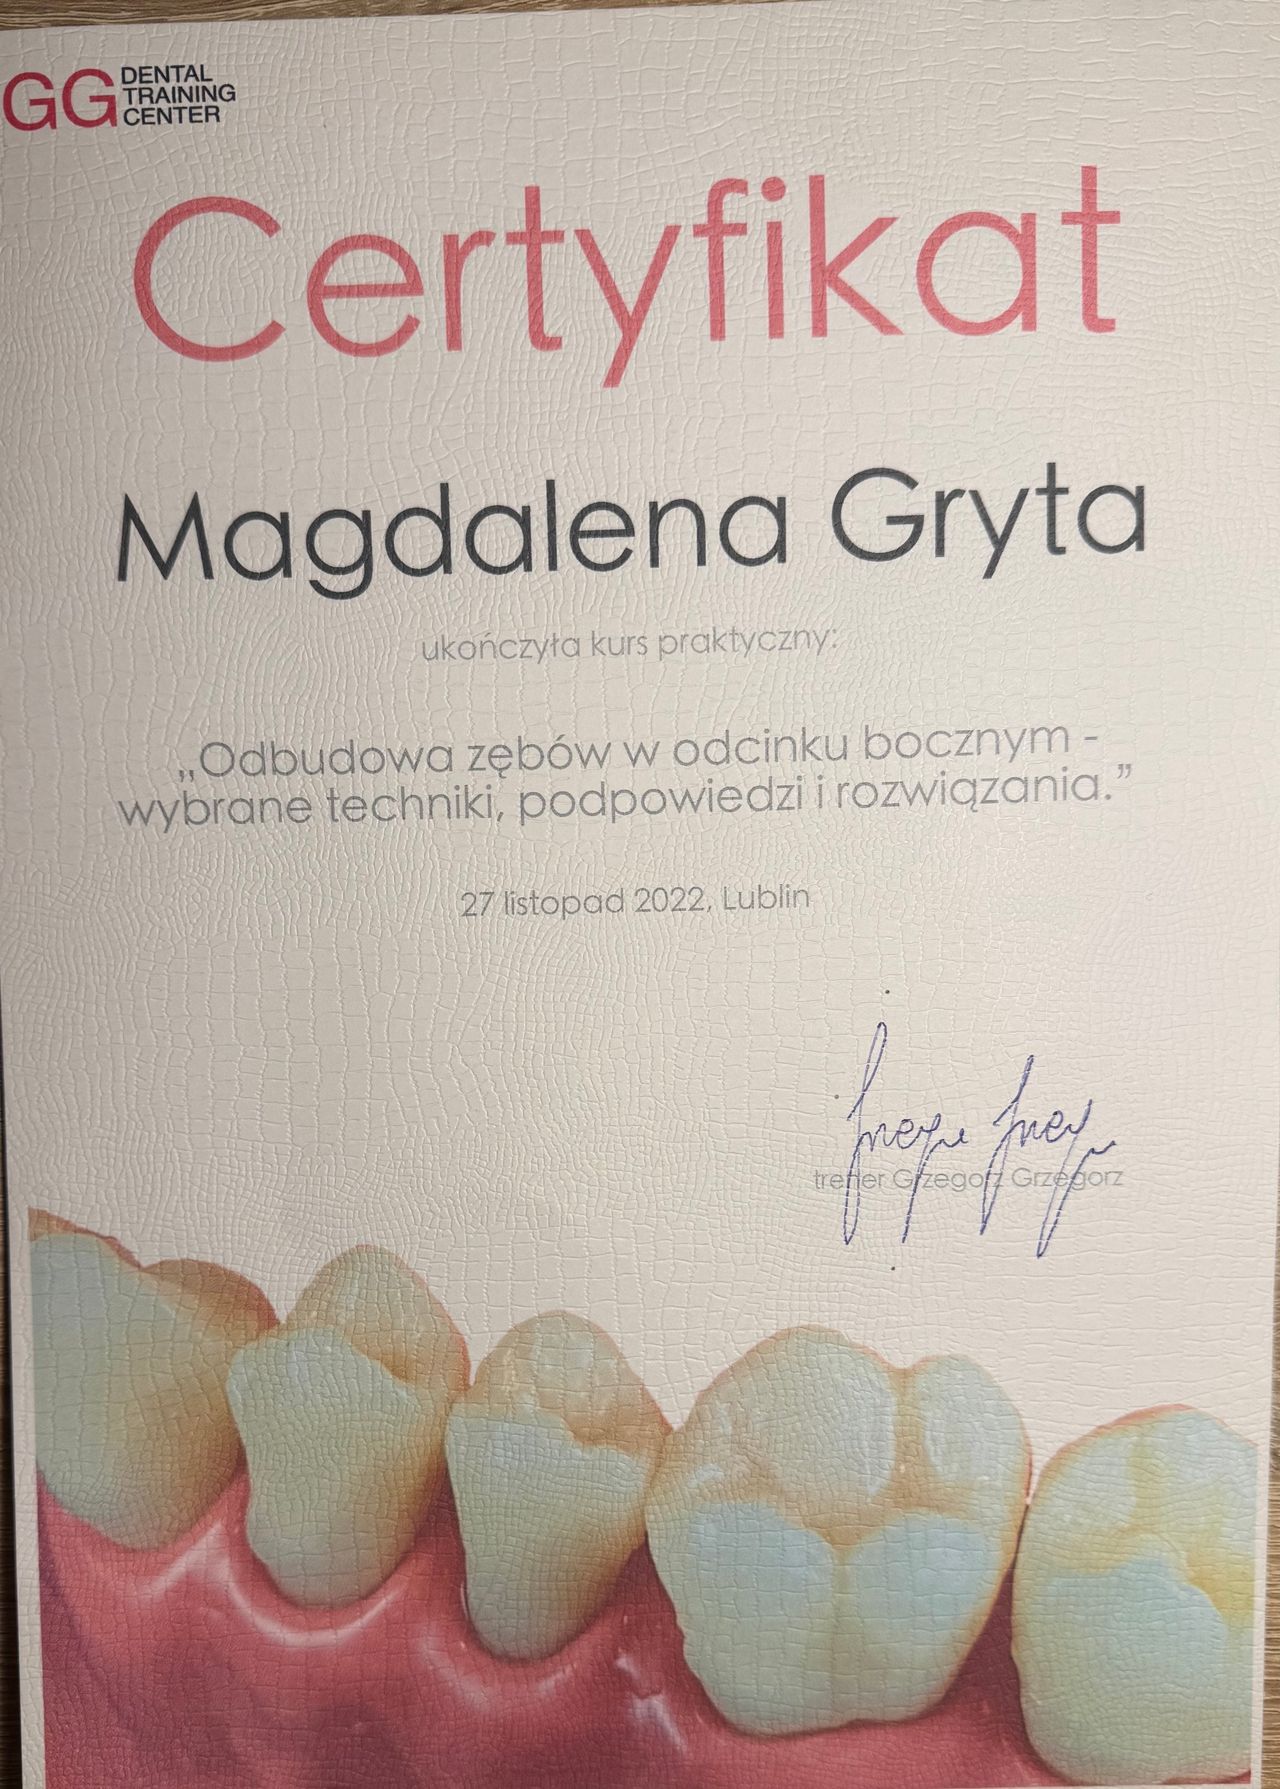 GG DENTAL
TRAINING
CENTER
Certyfikat
Magdalena Gryta
ukończyła kurs praktyczny:
„Odbudowa zębów w odcinku bocznym -
wybrane techniki, podpowiedzi i rozwiązania.”
27 listopad 2022, Lublin
trener Grzegorz Grzegorz